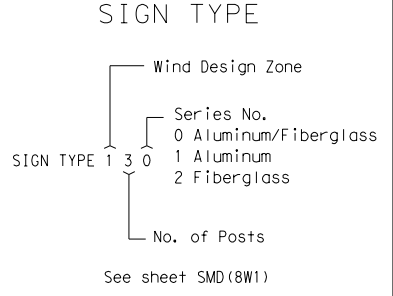 SIGN TYPE
Wind Design Zone
Series No.
0 Aluminum/Fiberglass
1 Aluminum
2 Fiberglass
SIGN TYPE 1 3 0
No. of Posts
See sheet SMD(8W1)